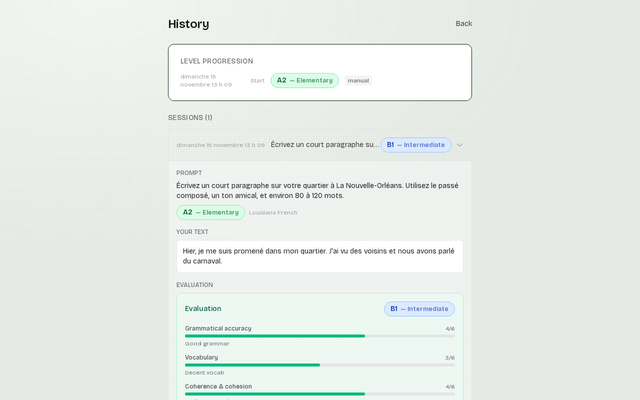 History
Back
LEVEL PROGRESSION
dimanche 15
novembre 13 h 09
Start
A2 — Elementary
manual
SESSIONS (1)
dimanche 15 novembre 13 h 09
Écrivez un court paragraphe su...
B1 — Intermediate
PROMPT
Écrivez un court paragraphe sur votre quartier à La Nouvelle-Orléans. Utilisez le passé
composé, un ton amical, et environ 80 à 120 mots.
A2 — Elementary
Louisiana French
YOUR TEXT
Hier, je me suis promené dans mon quartier. J'ai vu des voisins et nous avons parlé
du carnaval.
EVALUATION
Evaluation
B1 — Intermediate
Grammatical accuracy
4/6
Good grammar
Vocabulary
3/6
Decent vocab
Coherence & cohesion
4/6